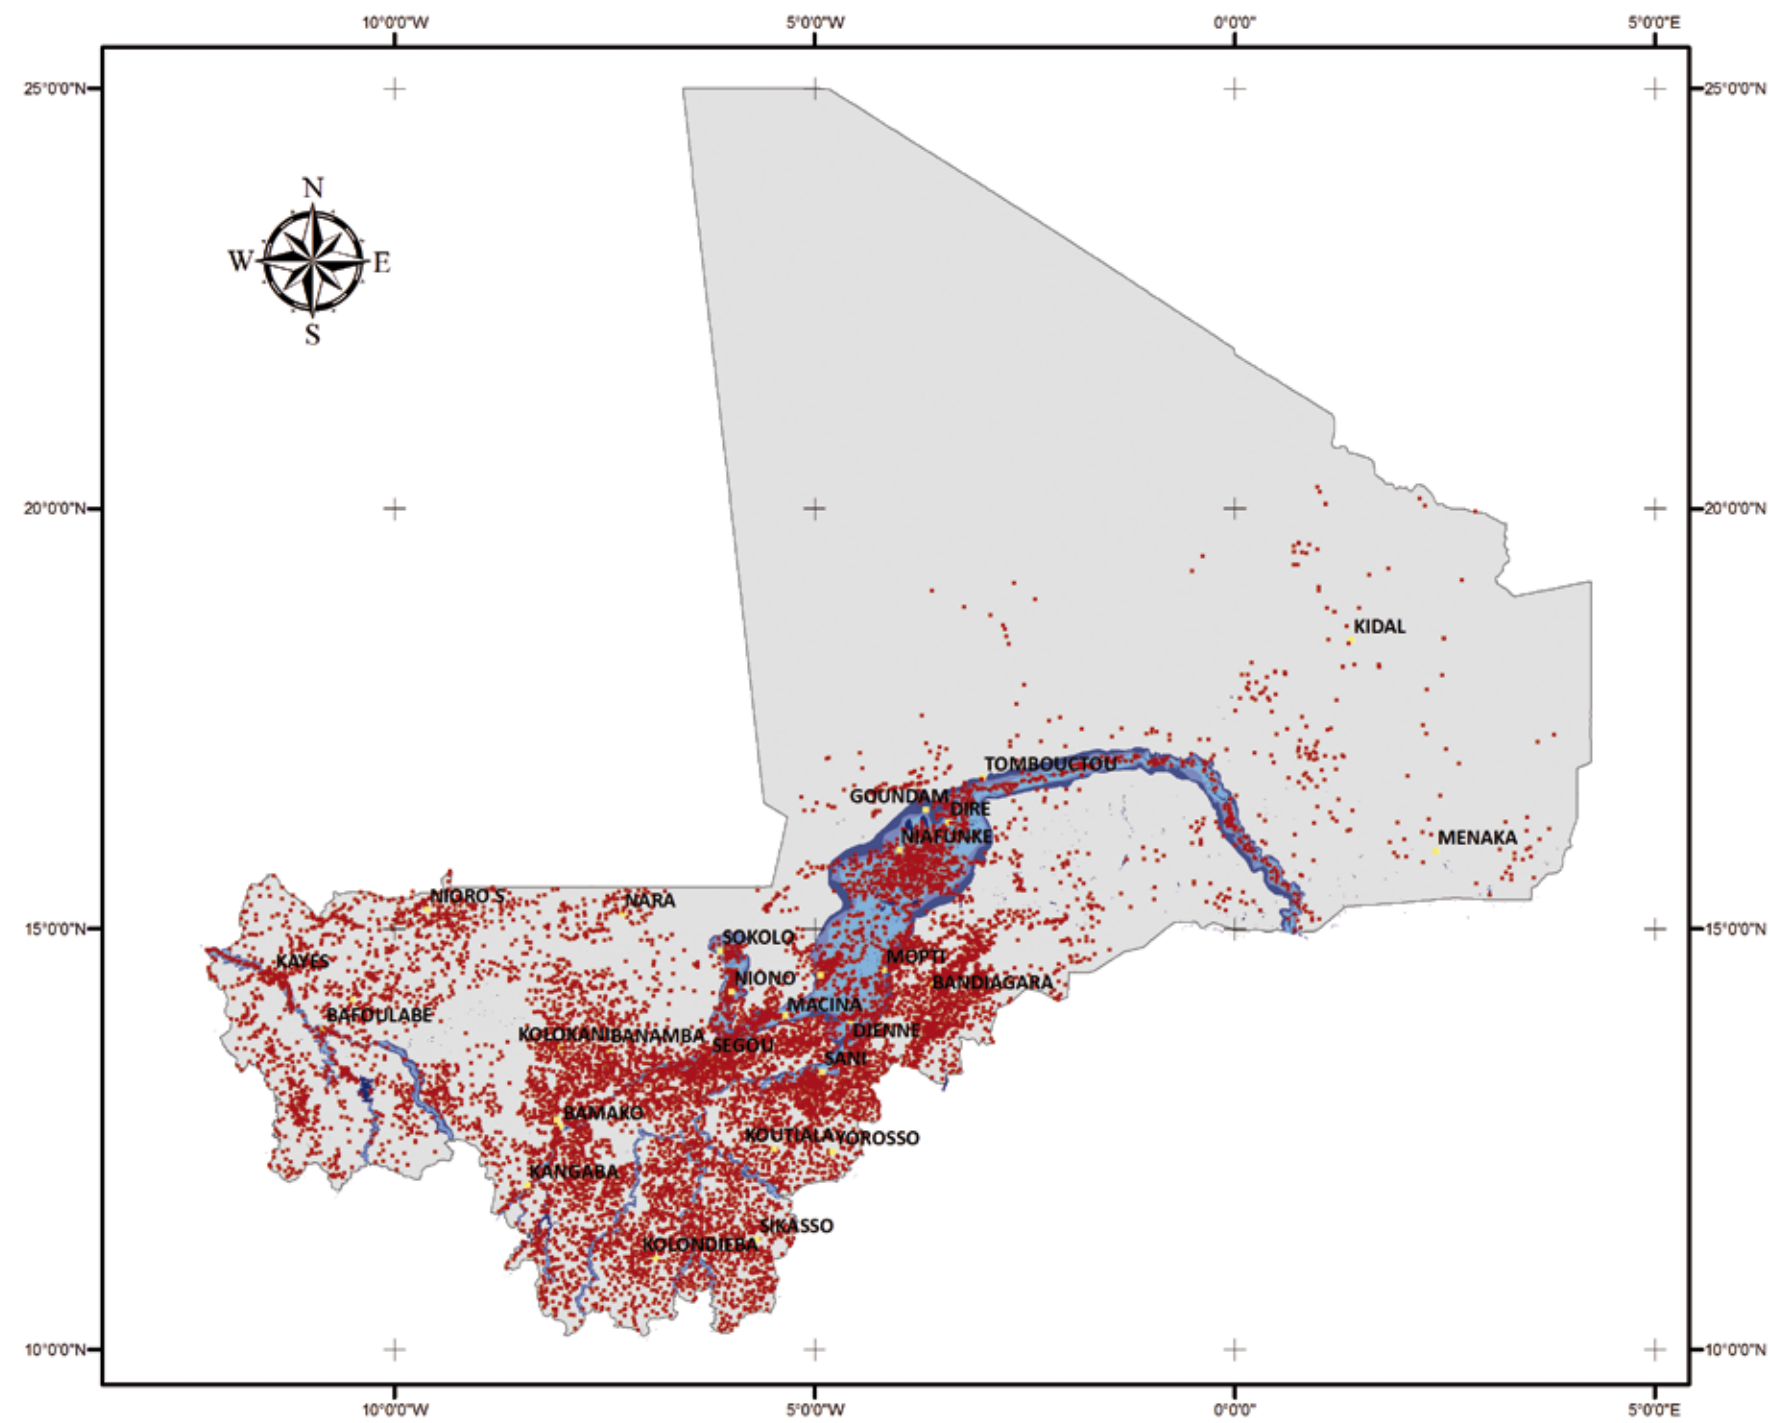 10°0'0"W 5°0'0"W 0°0'0" 5°0'0"E
25°0'0"N 25°0'0"N
N
W E
S
20°0'0"N 20°0'0"N
KIDAL
TOMBOUCTOU
GOUNDAM
DIRE
NIAFUNKE
MENAKA
NIORO S
NARA
15°0'0"N 15°0'0"N
SOKOLO
KAYES
MOPTI
NIONO
BANDIAGARA
MACINA
BAFOULABE
DIENNE
KOLOKANI BANAMBA
SEGOU
SANI
BAMAKO
KOUTIALA YOROSSO
KANGABA
SIKASSO
KOLONDIEBA
10°0'0"N 10°0'0"N
10°0'0"W 5°0'0"W 0°0'0" 5°0'0"E